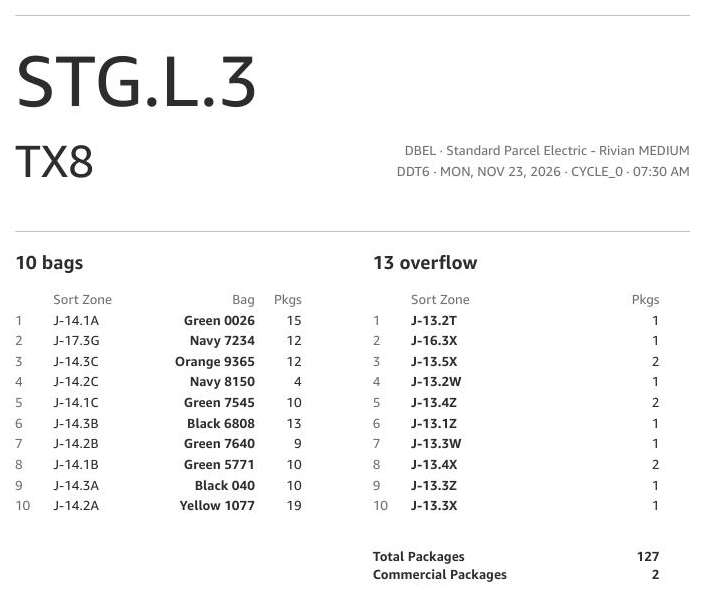 STG.L.3
TX8
DBEL · Standard Parcel Electric - Rivian MEDIUM
DDT6 · MON, NOV 23, 2026 · CYCLE_0 · 07:30 AM
10 bags
Sort Zone Bag Pkgs
1 J-14.1A Green 0026 15
2 J-17.3G Navy 7234 12
3 J-14.3C Orange 9365 12
4 J-14.2C Navy 8150 4
5 J-14.1C Green 7545 10
6 J-14.3B Black 6808 13
7 J-14.2B Green 7640 9
8 J-14.1B Green 5771 10
9 J-14.3A Black 040 10
10 J-14.2A Yellow 1077 19
13 overflow
Sort Zone Pkgs
1 J-13.2T 1
2 J-16.3X 1
3 J-13.5X 2
4 J-13.2W 1
5 J-13.4Z 2
6 J-13.1Z 1
7 J-13.3W 1
8 J-13.4X 2
9 J-13.3Z 1
10 J-13.3X 1
Total Packages 127
Commercial Packages 2